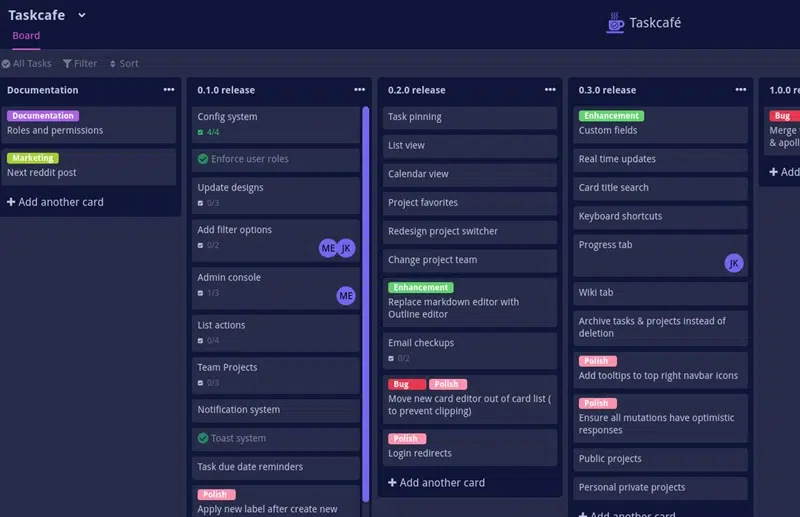 Taskcafe
Taskcafé
Board
All Tasks
Filter
Sort
Documentation
Documentation
Roles and permissions
Marketing
Next reddit post
+ Add another card
0.1.0 release
Config system
4/4
Enforce user roles
Update designs
0/3
Add filter options
0/2
ME JK
Admin console
1/3
ME
List actions
0/4
Team Projects
0/3
Notification system
Toast system
Task due date reminders
Polish
Apply new label after create new
0.2.0 release
Task pinning
List view
Calendar view
Project favorites
Redesign project switcher
Change project team
Enhancement
Replace markdown editor with
Outline editor
Email checkups
0/2
Bug Polish
Move new card editor out of card list (
to prevent clipping)
Polish
Login redirects
+ Add another card
0.3.0 release
Enhancement
Custom fields
Real time updates
Card title search
Keyboard shortcuts
Progress tab
JK
Wiki tab
Archive tasks & projects instead of
deletion
Polish
Add tooltips to top right navbar icons
Polish
Ensure all mutations have optimistic
responses
Public projects
Personal private projects
+ Add another card
1.0.0 re
Bug
Merge
& apoll
+ Add